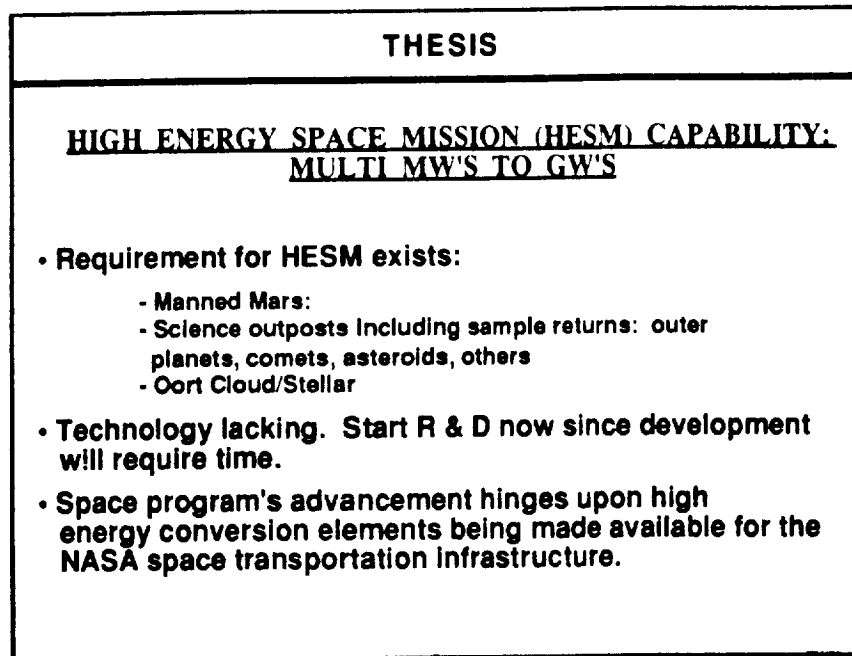 THESIS
HIGH ENERGY SPACE MISSION (HESM) CAPABILITY:
MULTI MW'S TO GW'S
• Requirement for HESM exists:
- Manned Mars:
- Science outposts including sample returns: outer
planets, comets, asteroids, others
- Oort Cloud/Stellar
• Technology lacking. Start R & D now since development
will require time.
• Space program's advancement hinges upon high
energy conversion elements being made available for the
NASA space transportation infrastructure.